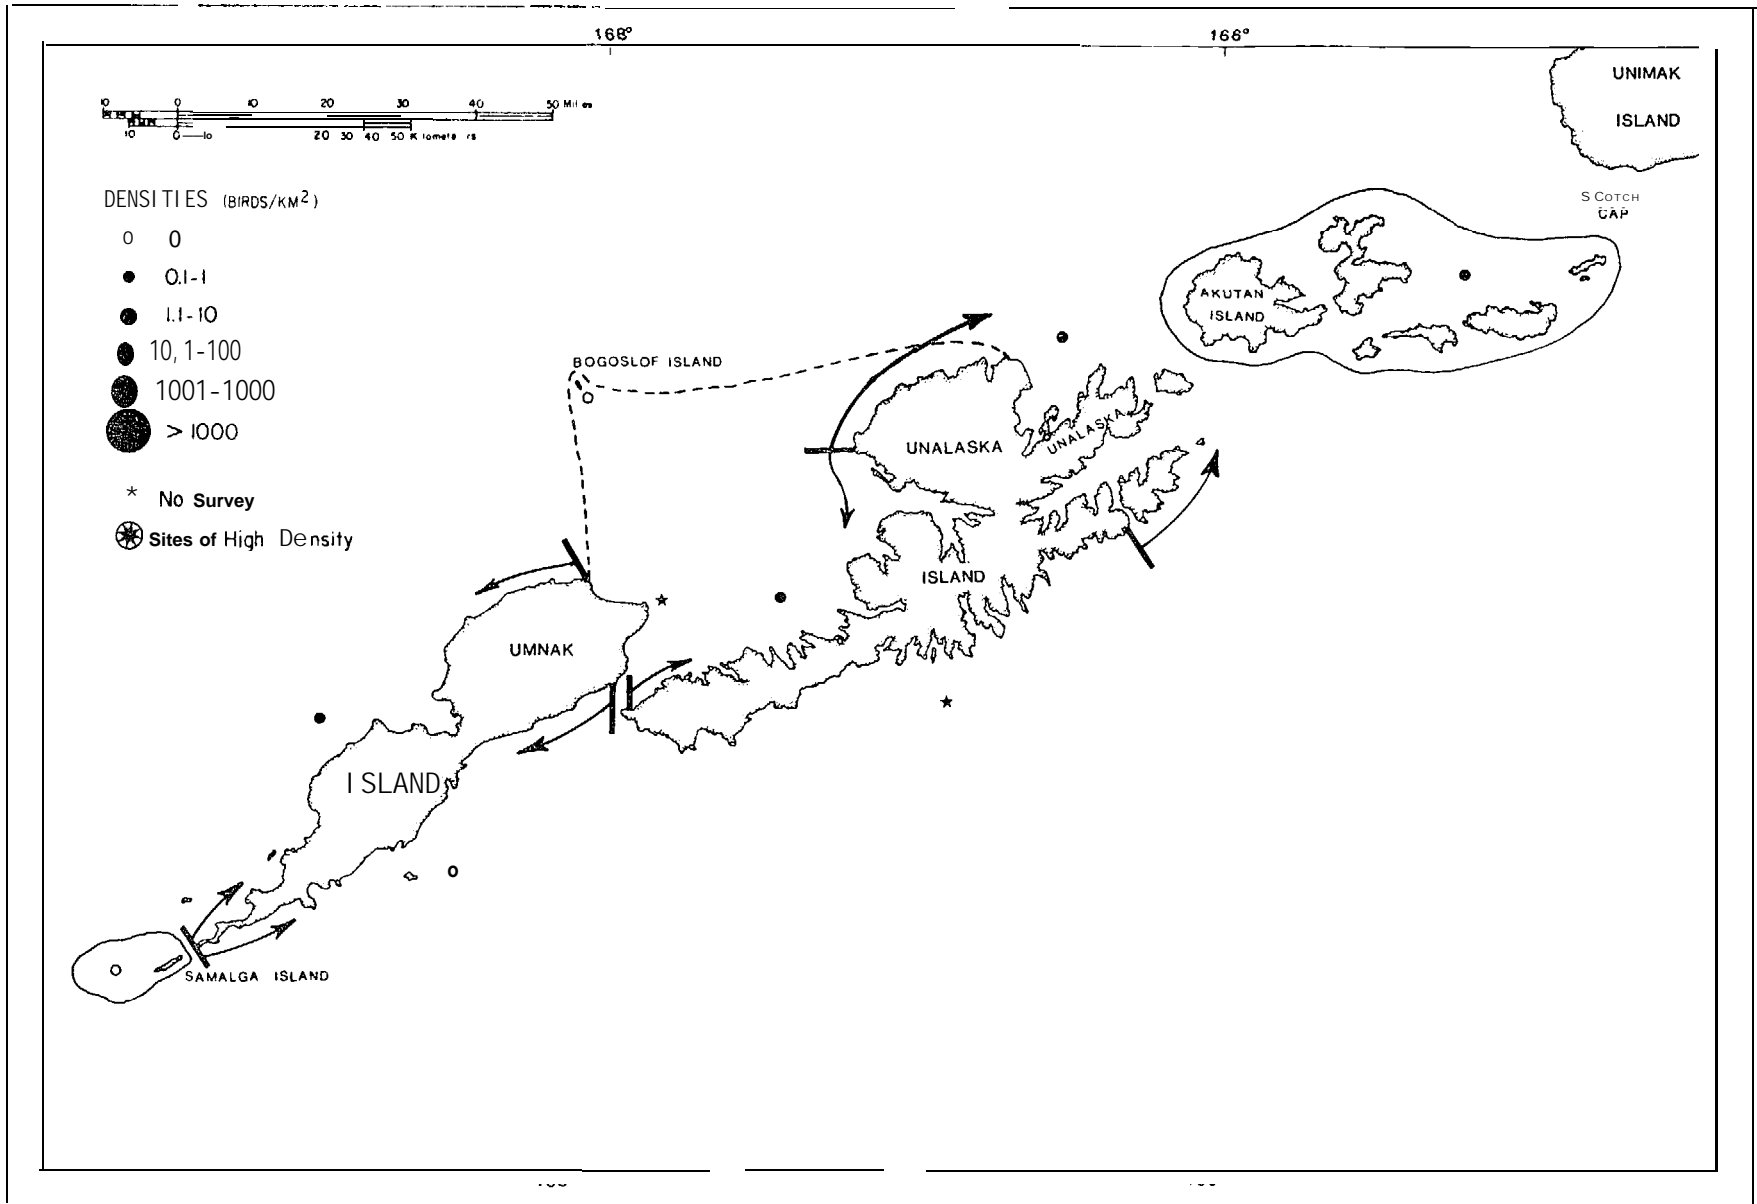 168° 166°
10 0 10 20 30 40 50 Miles
10 0 10 20 30 40 50 Kilometers
UNIMAK
ISLAND
DENSITIES (BIRDS/KM2)
0
0.1-1
1.1-10
10,1-100
1001-1000
> 1000
* No Survey
Sites of High Density
SCOTCH
CAP
AKUTAN
ISLAND
BOGOSLOF ISLAND
UNALASKA
UNALASKA
ISLAND
UMNAK
ISLAND
SAMALGA ISLAND